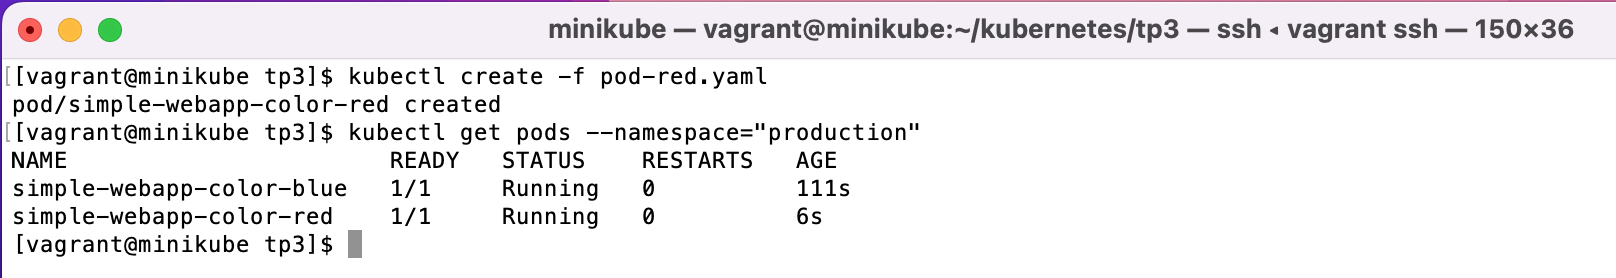 minikube — vagrant@minikube:~/kubernetes/tp3 — ssh ◂ vagrant ssh — 150×36
[[vagrant@minikube tp3]$ kubectl create -f pod-red.yaml
pod/simple-webapp-color-red created
[[vagrant@minikube tp3]$ kubectl get pods --namespace="production"
NAME                       READY   STATUS    RESTARTS   AGE
simple-webapp-color-blue   1/1     Running   0          111s
simple-webapp-color-red    1/1     Running   0          6s
[vagrant@minikube tp3]$